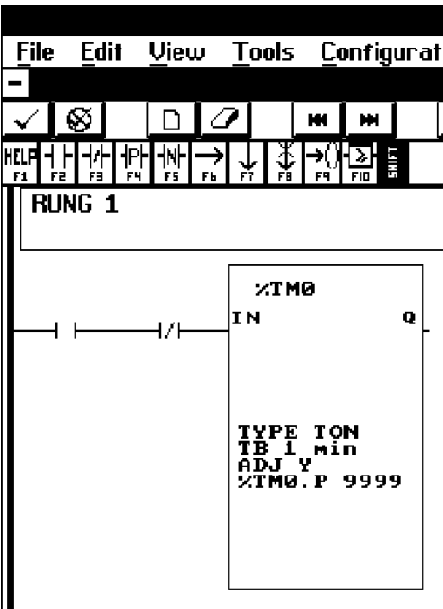 File Edit View Tools Configurat
HELP F1 F2 F3 P F4 N F5 F6 F7 F8 F9 F10 SHIFT
RUNG 1
%TM0
IN Q
TYPE TON
TB 1 min
ADJ Y
%TM0.P 9999